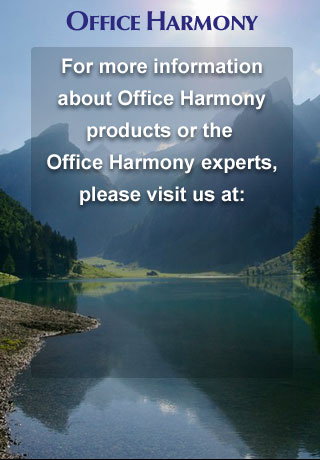 OFFICE HARMONY
For more information
about Office Harmony
products or the
Office Harmony experts,
please visit us at: